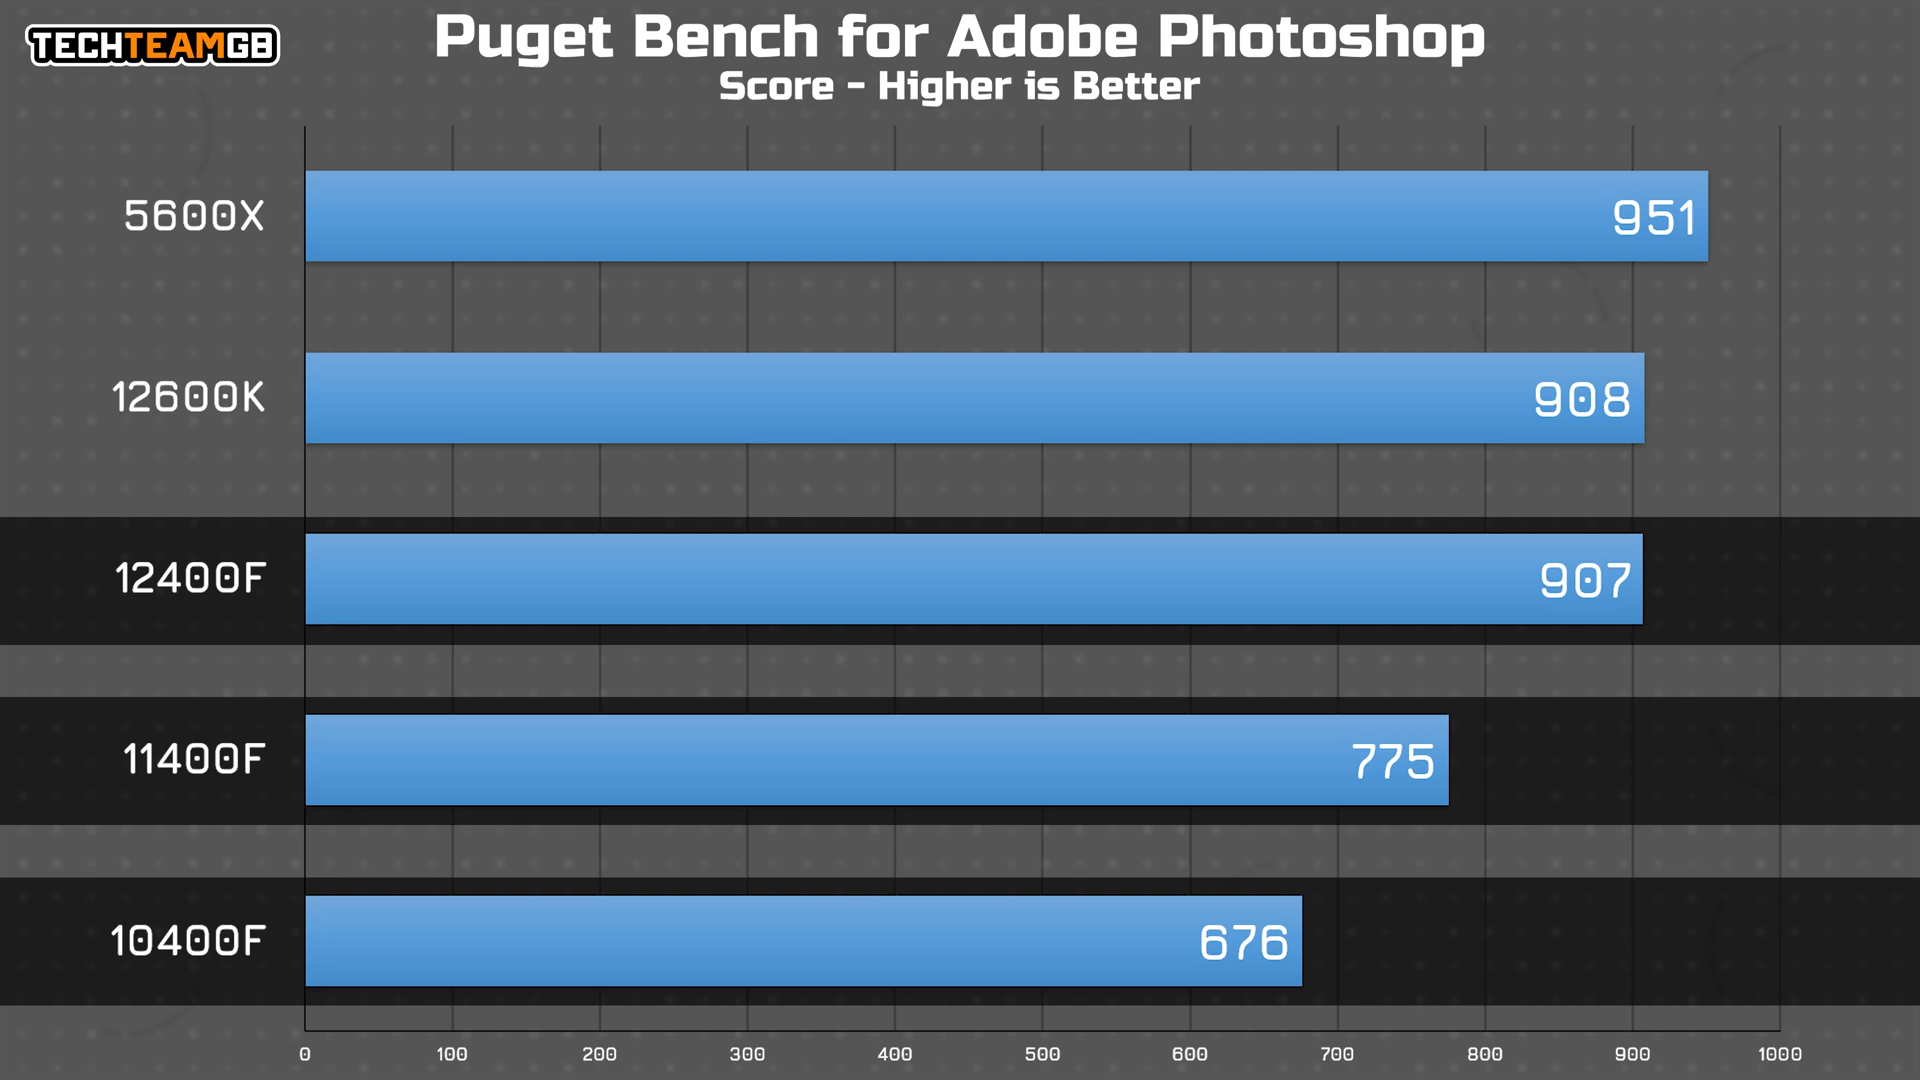 TECHTEAMGB
Puget Bench for Adobe Photoshop
Score - Higher is Better
5600X 951
12600K 908
12400F 907
11400F 775
10400F 676
0 100 200 300 400 500 600 700 800 900 1000